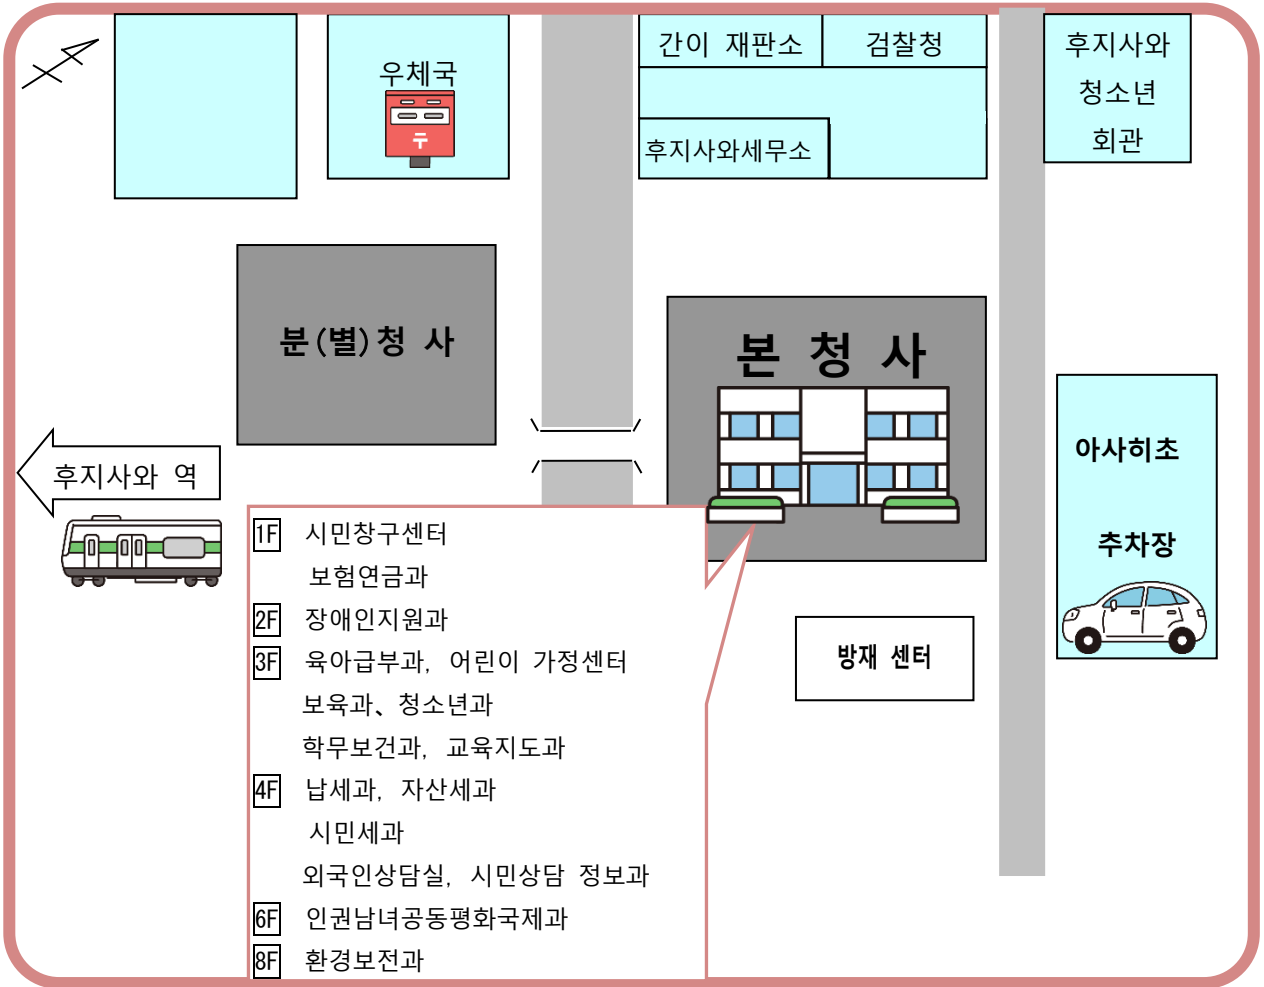 우체국
간이 재판소
검찰청
후지사와세무소
후지사와
청소년
회관
분(별)청 사
본 청 사
아사히초
추차장
후지사와 역
방재 센터
1F 시민창구센터
보험연금과
2F 장애인지원과
3F 육아급부과, 어린이 가정센터
보육과、청소년과
학무보건과, 교육지도과
4F 납세과, 자산세과
시민세과
외국인상담실, 시민상담 정보과
6F 인권남녀공동평화국제과
8F 환경보전과